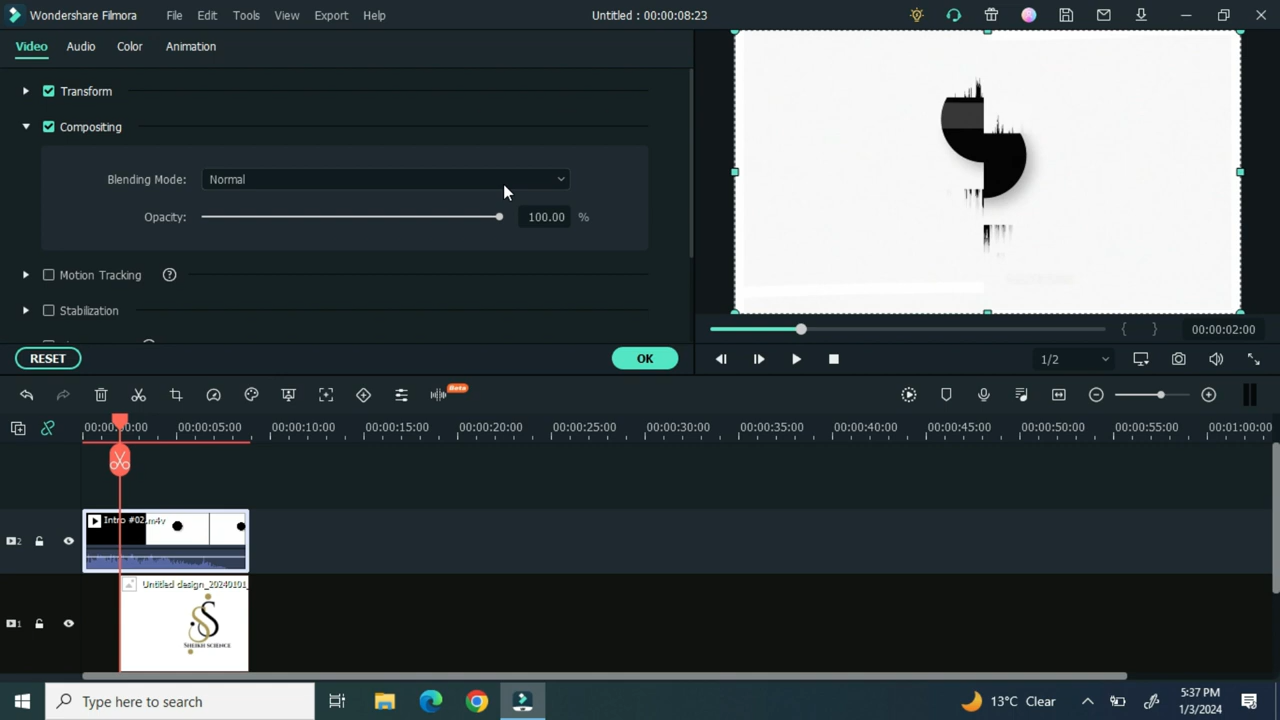 Wondershare Filmora File Edit Tools View Export Help Untitled : 00:00:08:23
Video Audio Color Animation
Transform
Compositing
Blending Mode: Normal
Opacity: 100.00 %
Motion Tracking ?
Stabilization
RESET OK
00:00:02:00
1/2
Beta
00:00:05:00 00:00:10:00 00:00:15:00 00:00:20:00 00:00:25:00 00:00:30:00 00:00:35:00 00:00:40:00 00:00:45:00 00:00:50:00 00:00:55:00 00:01:00:00
Intro #02.m4v
2
Untitled design_20240101_
1
SHEIKH SCIENCE
Type here to search
13°C Clear
5:37 PM
1/3/2024